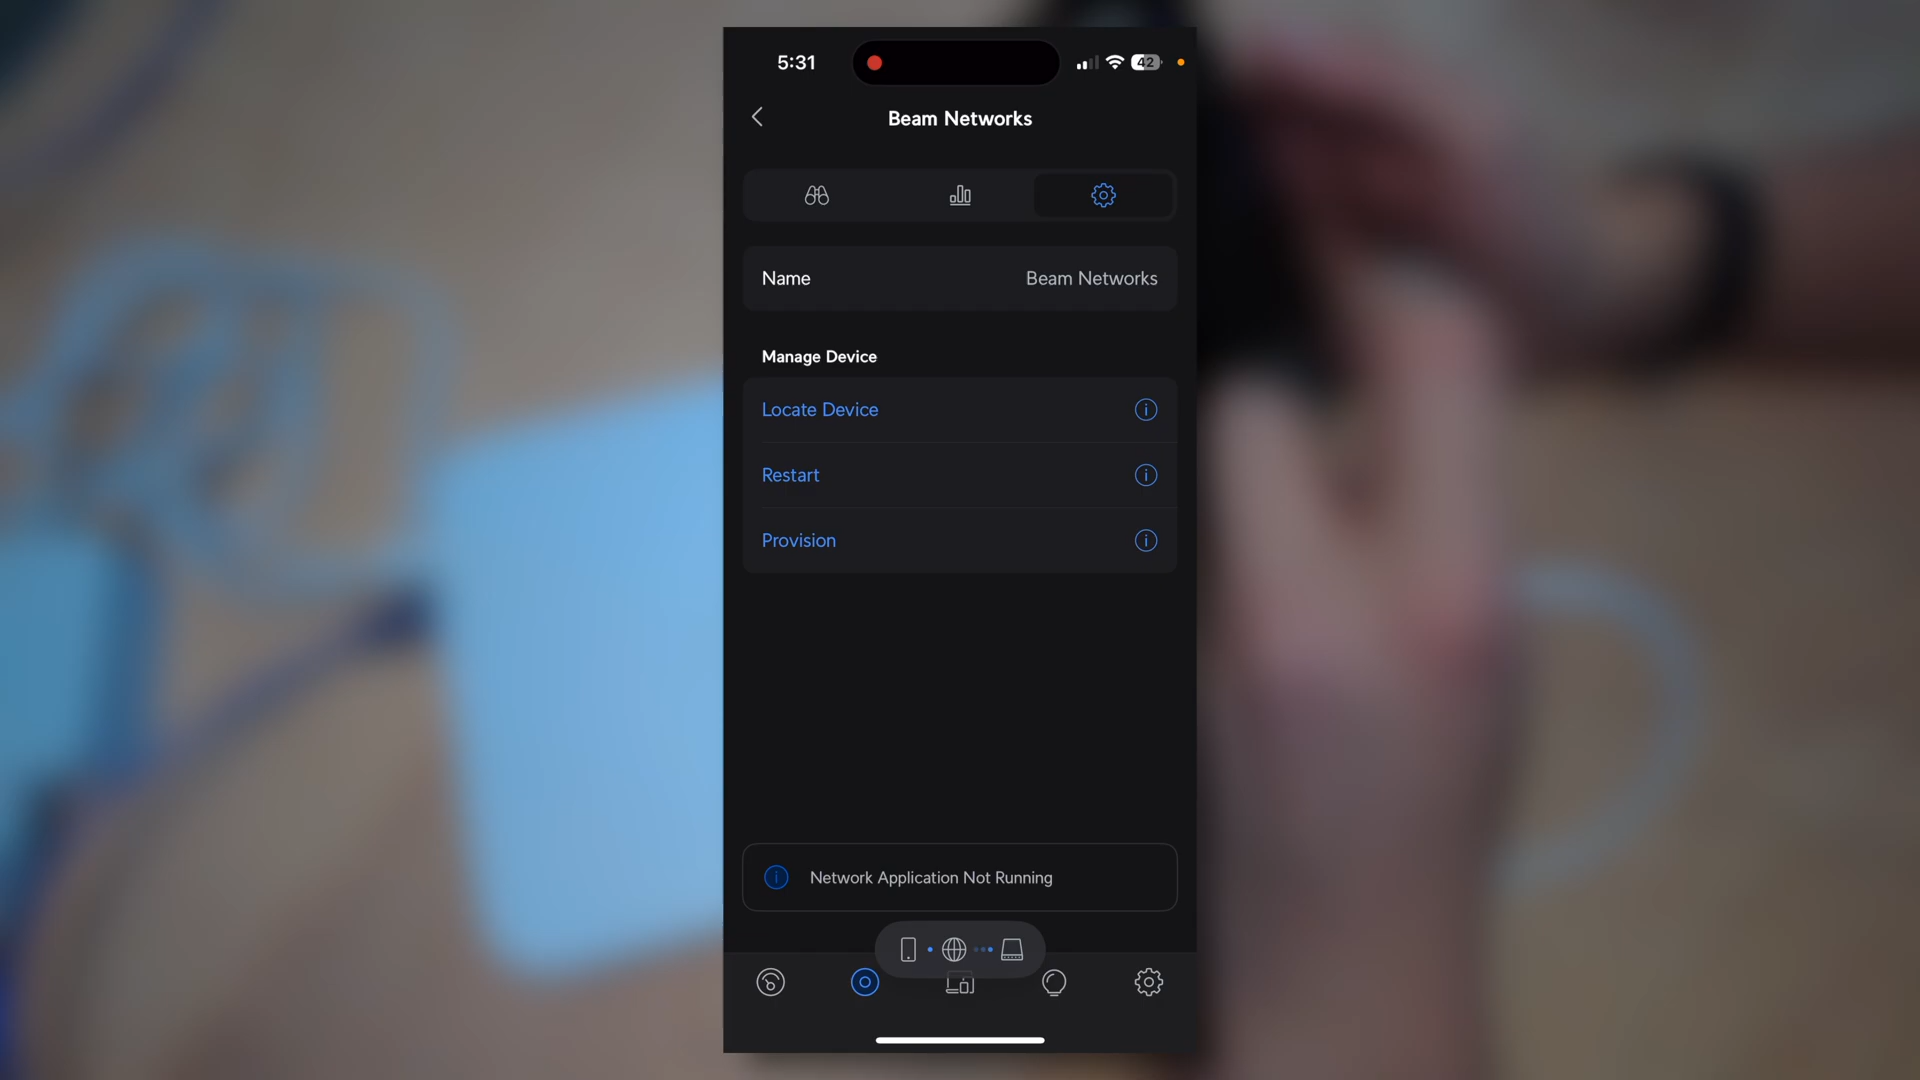 5:31
42
Beam Networks
Name
Beam Networks
Manage Device
Locate Device
Restart
Provision
Network Application Not Running